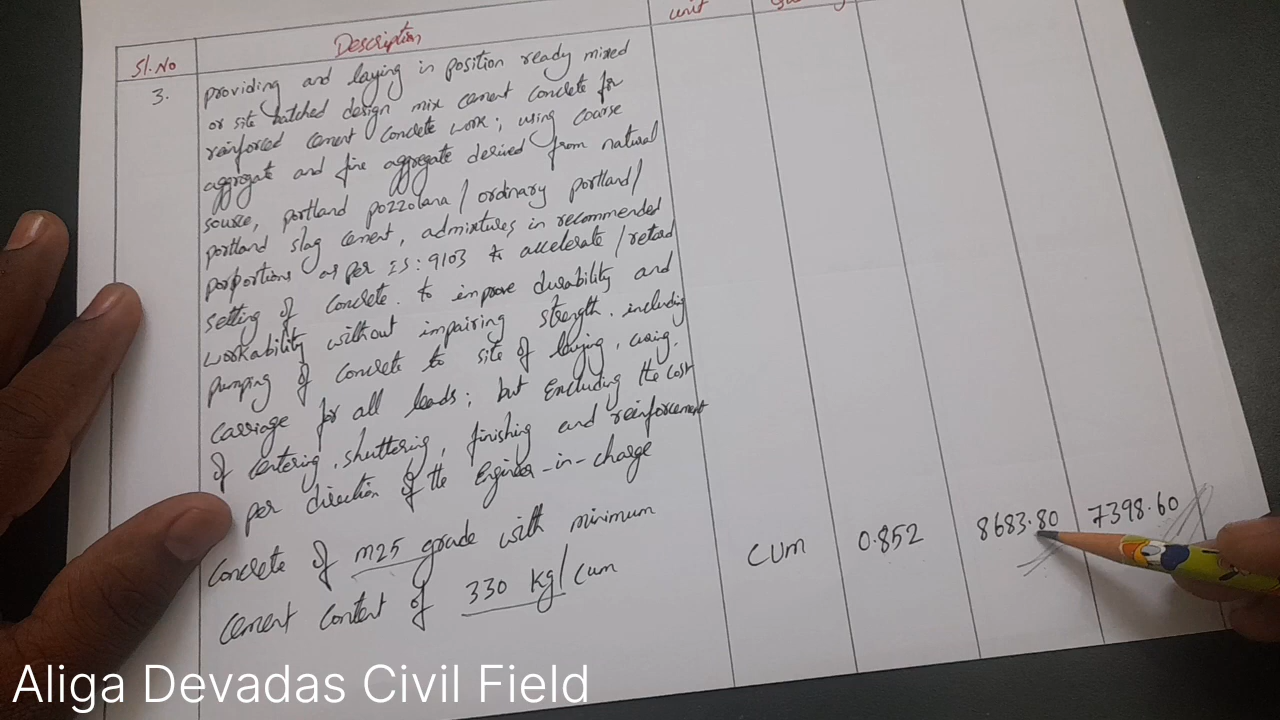 unit
Sl.No Description
3. providing and laying in position ready mixed
or site batched design mix cement concrete for
reinforced cement concrete work; using coarse
aggregate and fine aggregate derived from natural
source, portland pozzolana / ordinary portland /
portland slag cement, admixtures in recommended
proportions as per IS: 9103 to accelerate / retard
setting of concrete. to improve durability and
workability without impairing strength. including
pumping of concrete to site of laying, curing.
carriage for all leads; but Excluding the cost
of centering, shuttering, finishing and reinforcement
per direction of the Engineer-in-charge
Concrete of M25 grade with minimum
cement content of 330 kg/cum
cum 0.852 8683.80 7398.60
Aliga Devadas Civil Field